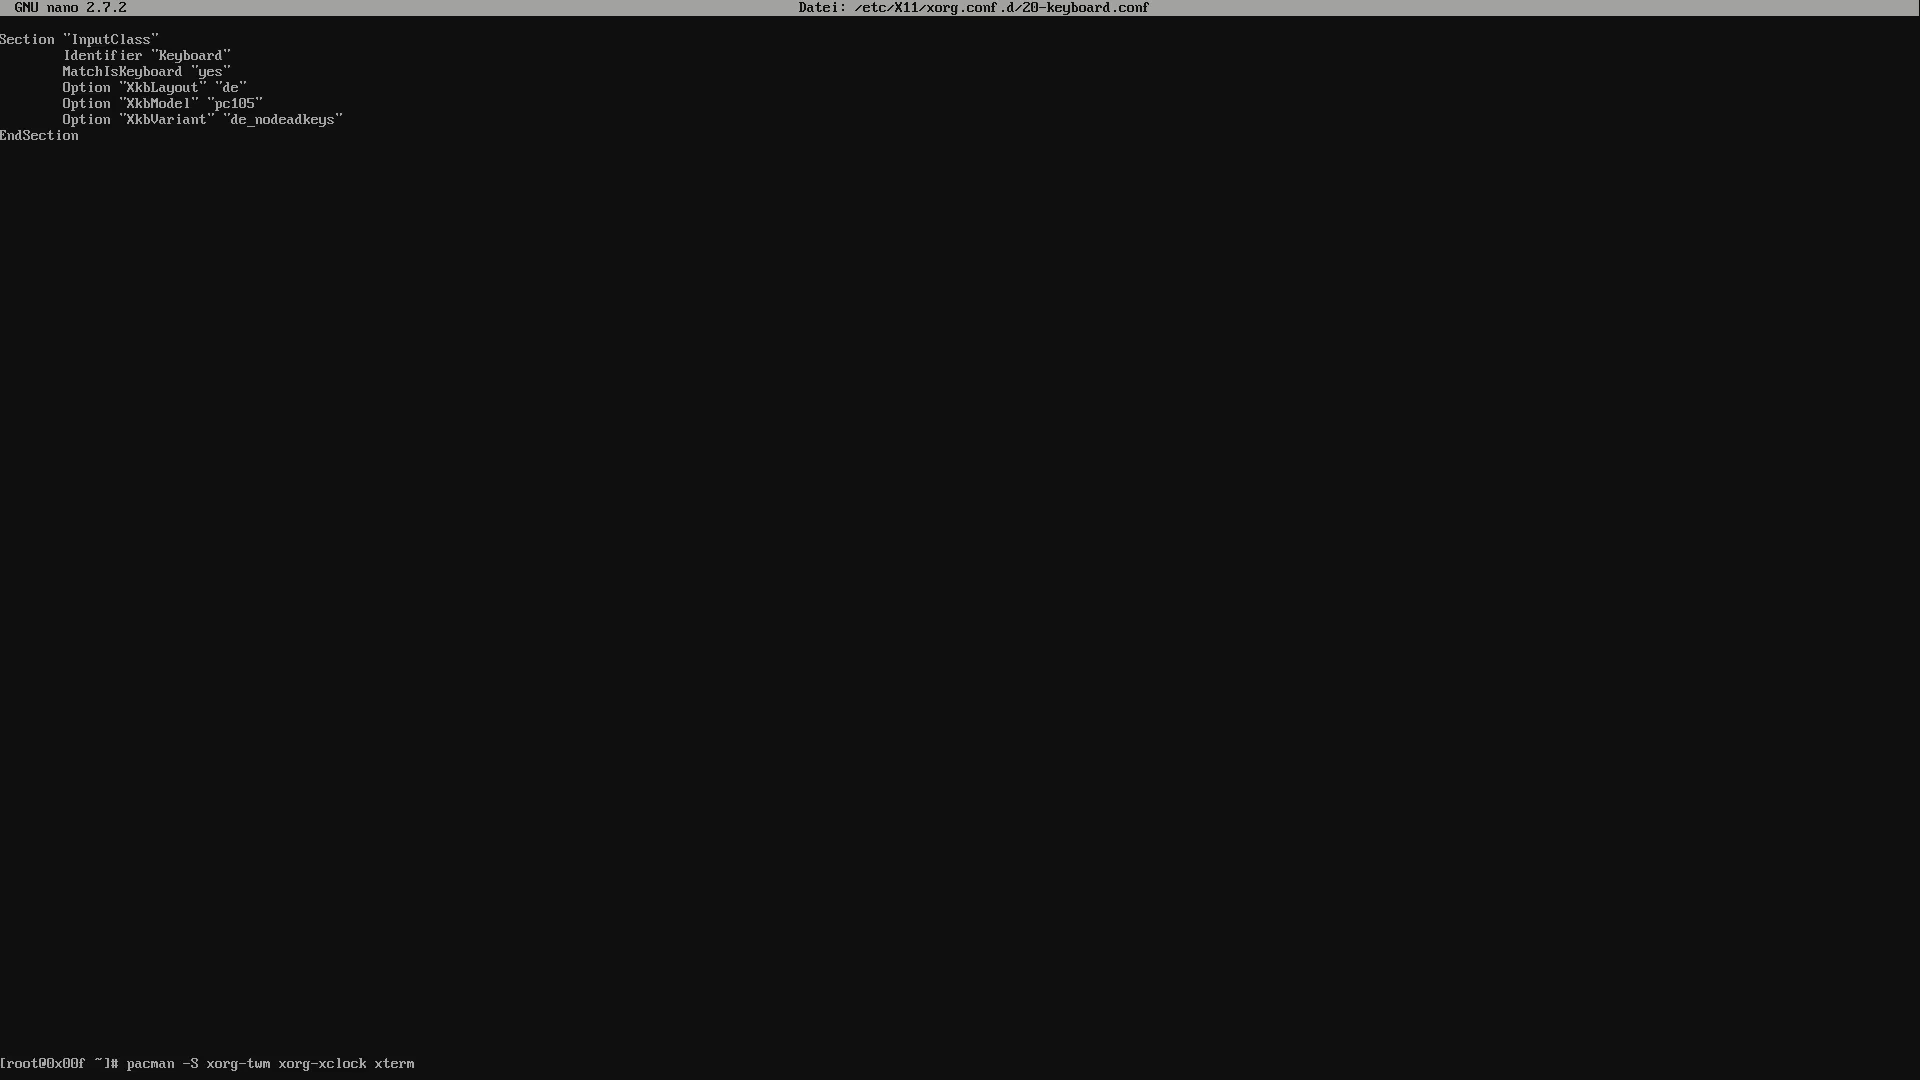 GNU nano 2.7.2 Datei: /etc/X11/xorg.conf.d/20-keyboard.conf
Section "InputClass"
Identifier "Keyboard"
MatchIsKeyboard "yes"
Option "XkbLayout" "de"
Option "XkbModel" "pc105"
Option "XkbVariant" "de_nodeadkeys"
EndSection
[root@0x00f ~]# pacman -S xorg-twm xorg-xclock xterm